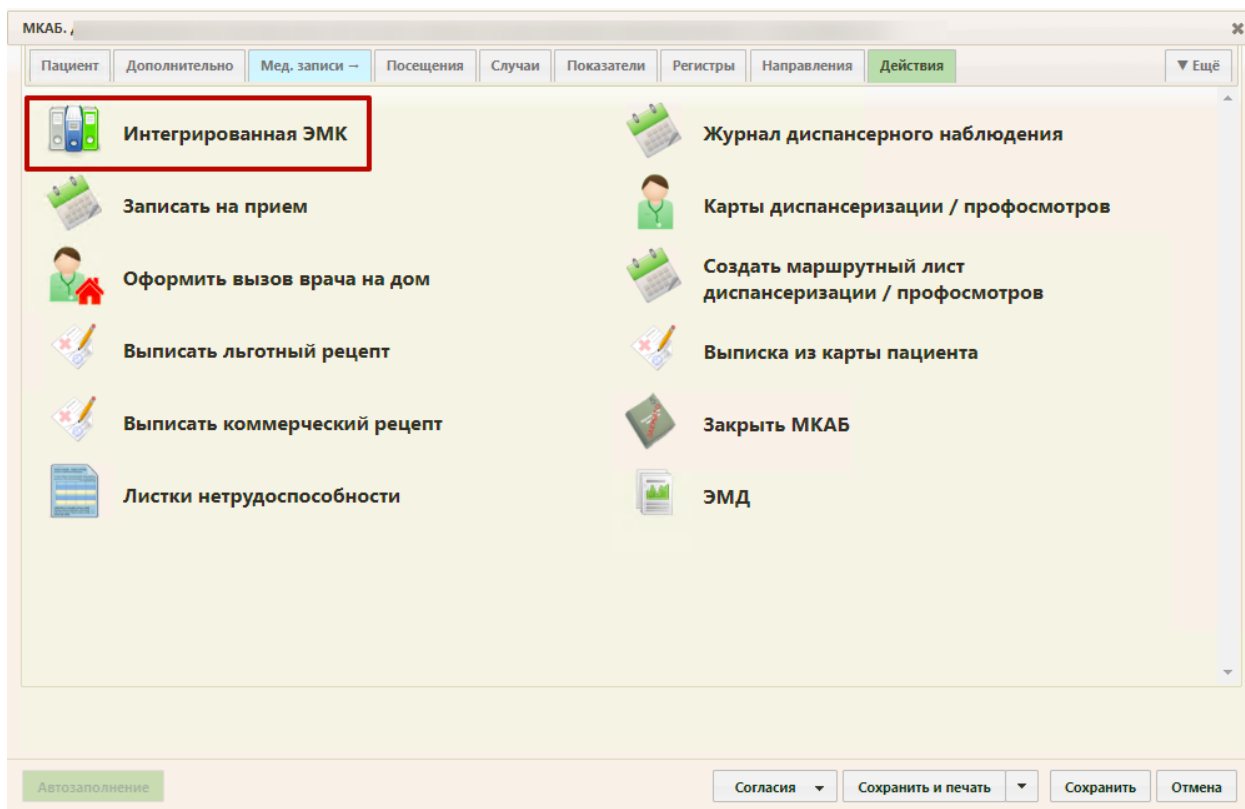 МКАБ.
Пациент Дополнительно Мед. записи → Посещения Случаи Показатели Регистры Направления Действия ▼ Ещё
Интегрированная ЭМК
Журнал диспансерного наблюдения
Записать на прием
Карты диспансеризации / профосмотров
Оформить вызов врача на дом
Создать маршрутный лист
диспансеризации / профосмотров
Выписать льготный рецепт
Выписка из карты пациента
Выписать коммерческий рецепт
Закрыть МКАБ
Листки нетрудоспособности
ЭМД
Автозаполнение Согласия Сохранить и печать Сохранить Отмена